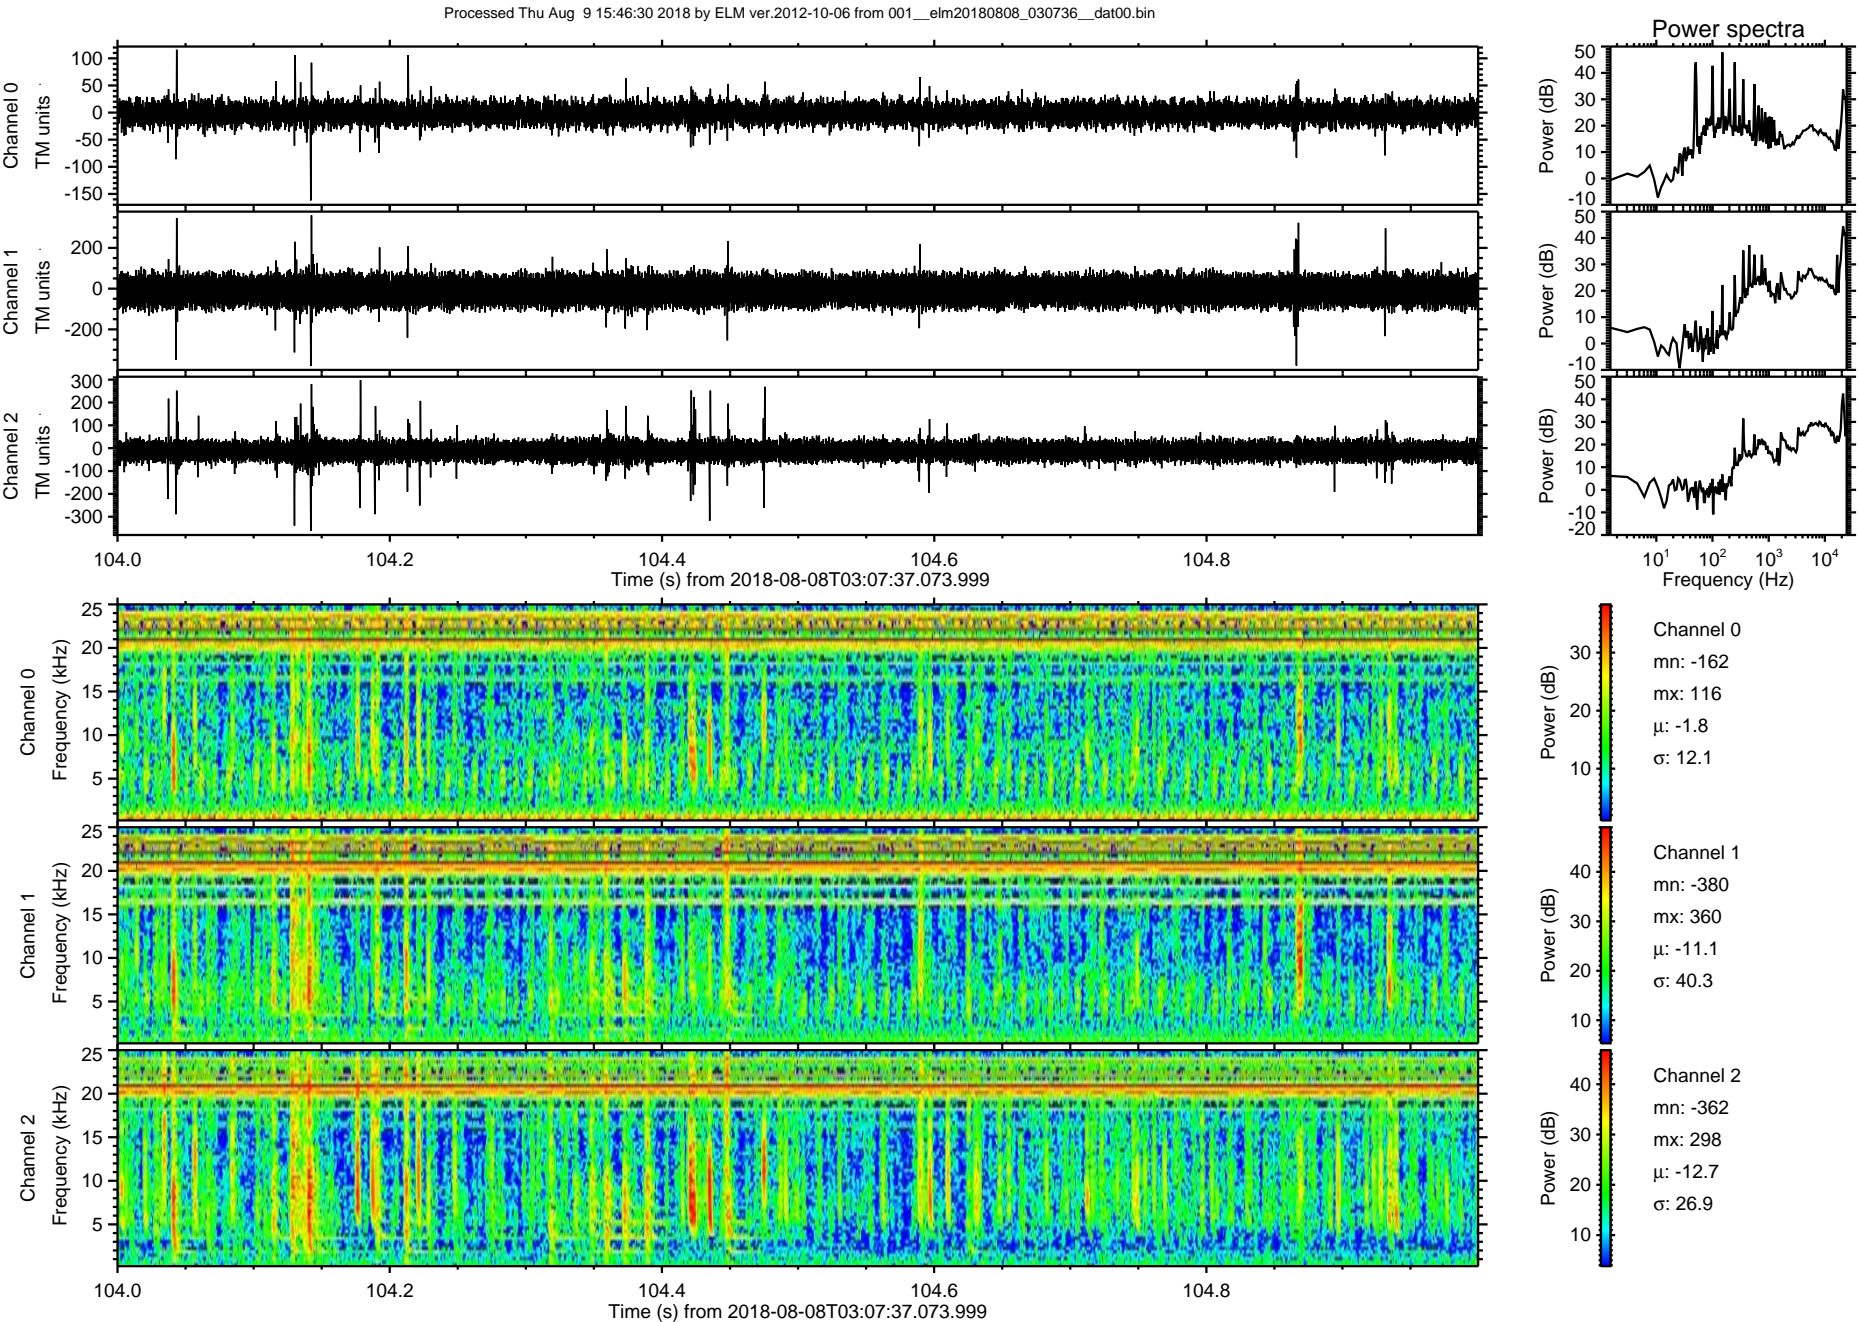 Processed Thu Aug  9 15:46:30 2018 by ELM ver.2012-10-06 from 001__elm20180808_030736__dat00.bin
Power spectra
Channel 0
TM units
100
50
0
-50
-100
-150
Power (dB)
50
40
30
20
10
0
-10
Channel 1
TM units
200
0
-200
Power (dB)
50
40
30
20
10
0
-10
Channel 2
TM units
300
200
100
0
-100
-200
-300
Power (dB)
50
40
30
20
10
0
-10
-20
104.0 104.2 104.4 104.6 104.8
Time (s) from 2018-08-08T03:07:37.073.999
10^1 10^2 10^3 10^4
Frequency (Hz)
Channel 0
Frequency (kHz)
25
20
15
10
5
Power (dB)
30
20
10
Channel 0
mn: -162
mx: 116
μ: -1.8
σ: 12.1
Channel 1
Frequency (kHz)
25
20
15
10
5
Power (dB)
40
30
20
10
Channel 1
mn: -380
mx: 360
μ: -11.1
σ: 40.3
Channel 2
Frequency (kHz)
25
20
15
10
5
Power (dB)
40
30
20
10
Channel 2
mn: -362
mx: 298
μ: -12.7
σ: 26.9
104.0 104.2 104.4 104.6 104.8
Time (s) from 2018-08-08T03:07:37.073.999